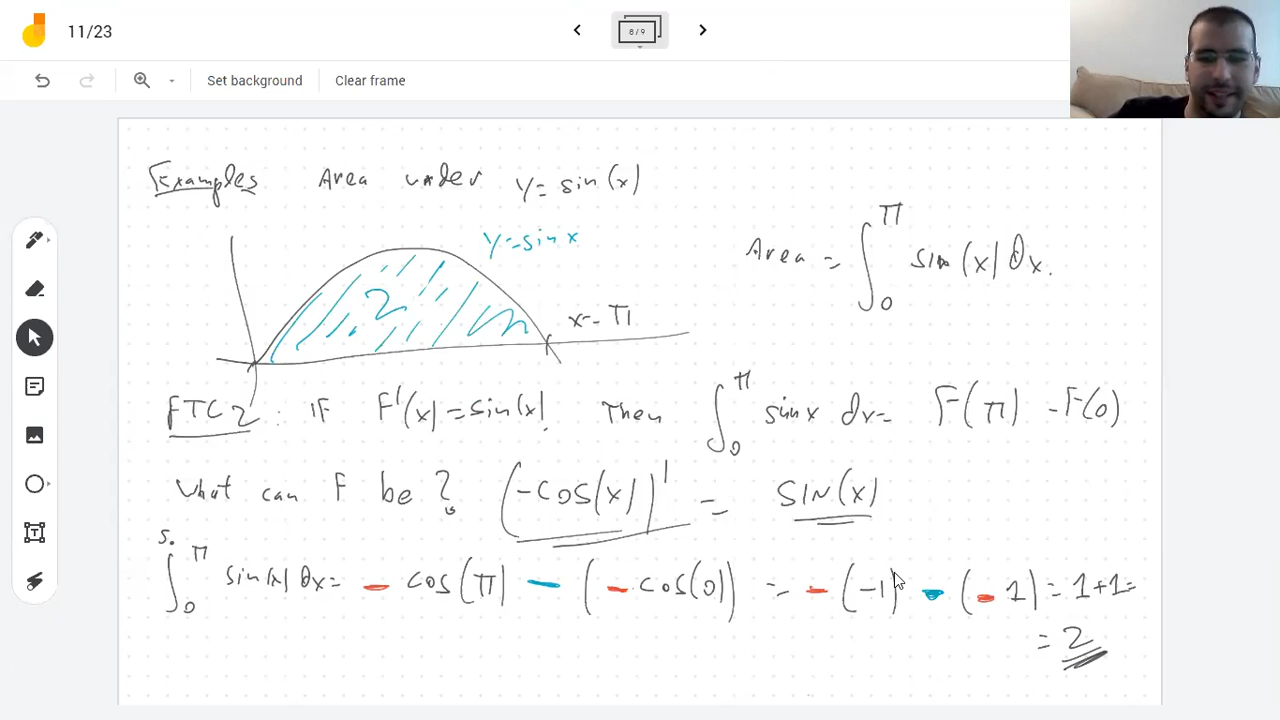 11/23
8 / 9
Set background
Clear frame
Examples Area under y = sin(x)
y = sin x
Area = ∫₀^π sin(x) dx.
2
x = π
FTC 2 : IF F'(x) = sin(x). Then ∫₀^π sin x dx = F(π) - F(0)
What can F be? (-cos(x))' = SIN(x)
So ∫₀^π sin(x) dx = - cos(π) - (- cos(0)) = - (-1) - (- 1) = 1+1 =
= 2